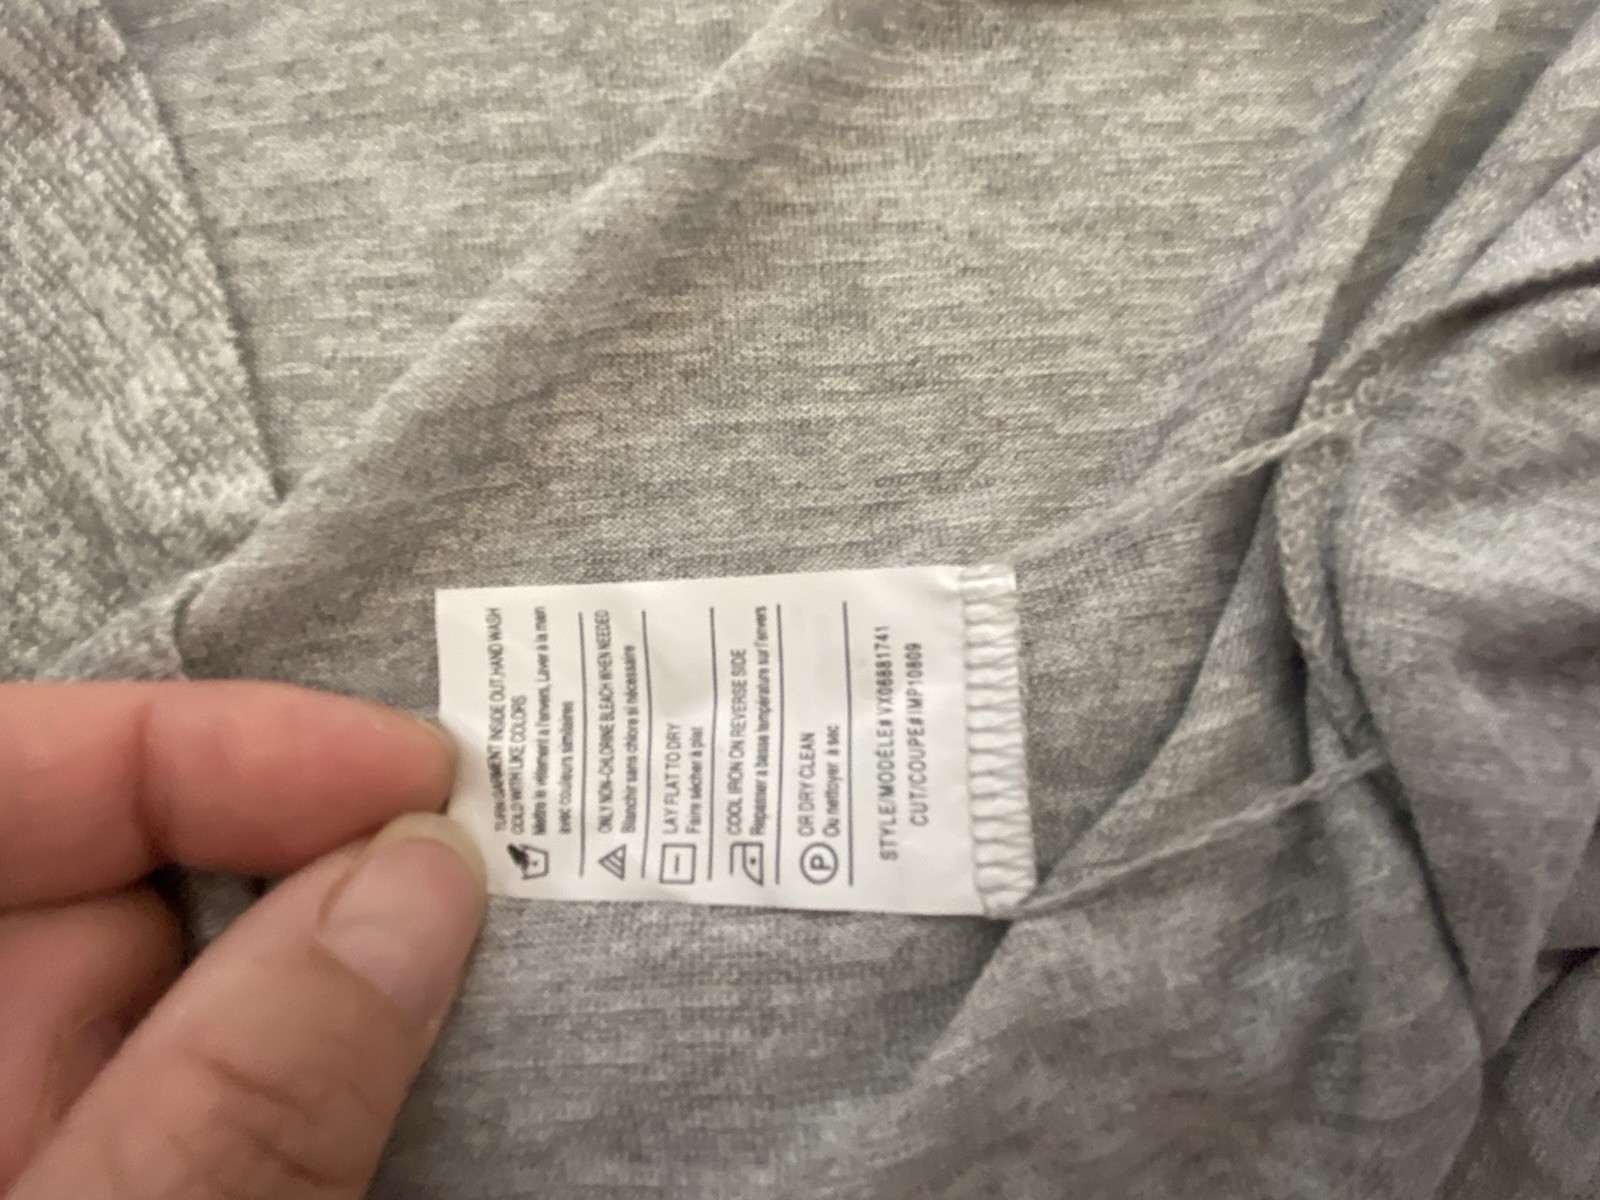 TURN GARMENT INSIDE OUT, HAND WASH
COLD WITH LIKE COLORS
Mettre le vêtement à l'envers, Laver à la main
avec couleurs similaires
ONLY NON-CHLORINE BLEACH WHEN NEEDED
Blanchir sans chlore si nécessaire
LAY FLAT TO DRY
Faire sécher à plat
COOL IRON ON REVERSE SIDE
Repasser à basse température sur l'envers
P
OR DRY CLEAN
Ou nettoyer à sec
STYLE/MODÈLE# VX06881741
CUT/COUPE#IMP10809